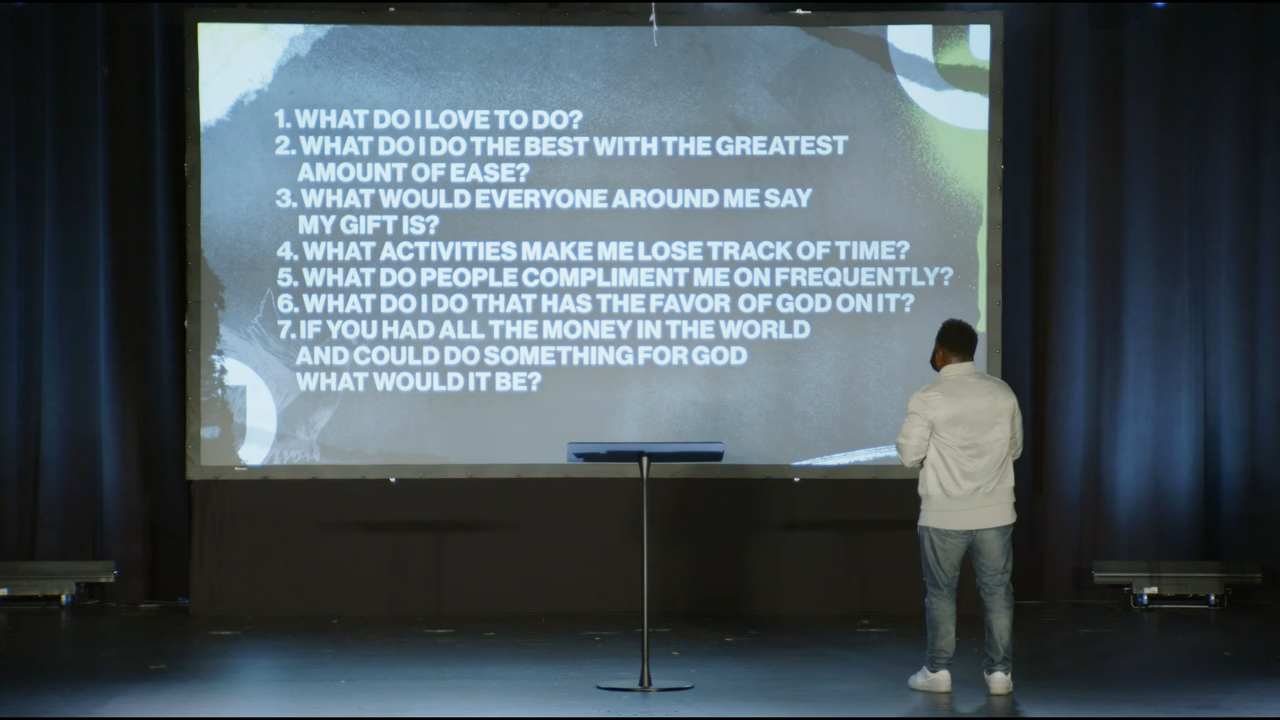 1. WHAT DO I LOVE TO DO?
2. WHAT DO I DO THE BEST WITH THE GREATEST
AMOUNT OF EASE?
3. WHAT WOULD EVERYONE AROUND ME SAY
MY GIFT IS?
4. WHAT ACTIVITIES MAKE ME LOSE TRACK OF TIME?
5. WHAT DO PEOPLE COMPLIMENT ME ON FREQUENTLY?
6. WHAT DO I DO THAT HAS THE FAVOR OF GOD ON IT?
7. IF YOU HAD ALL THE MONEY IN THE WORLD
AND COULD DO SOMETHING FOR GOD
WHAT WOULD IT BE?